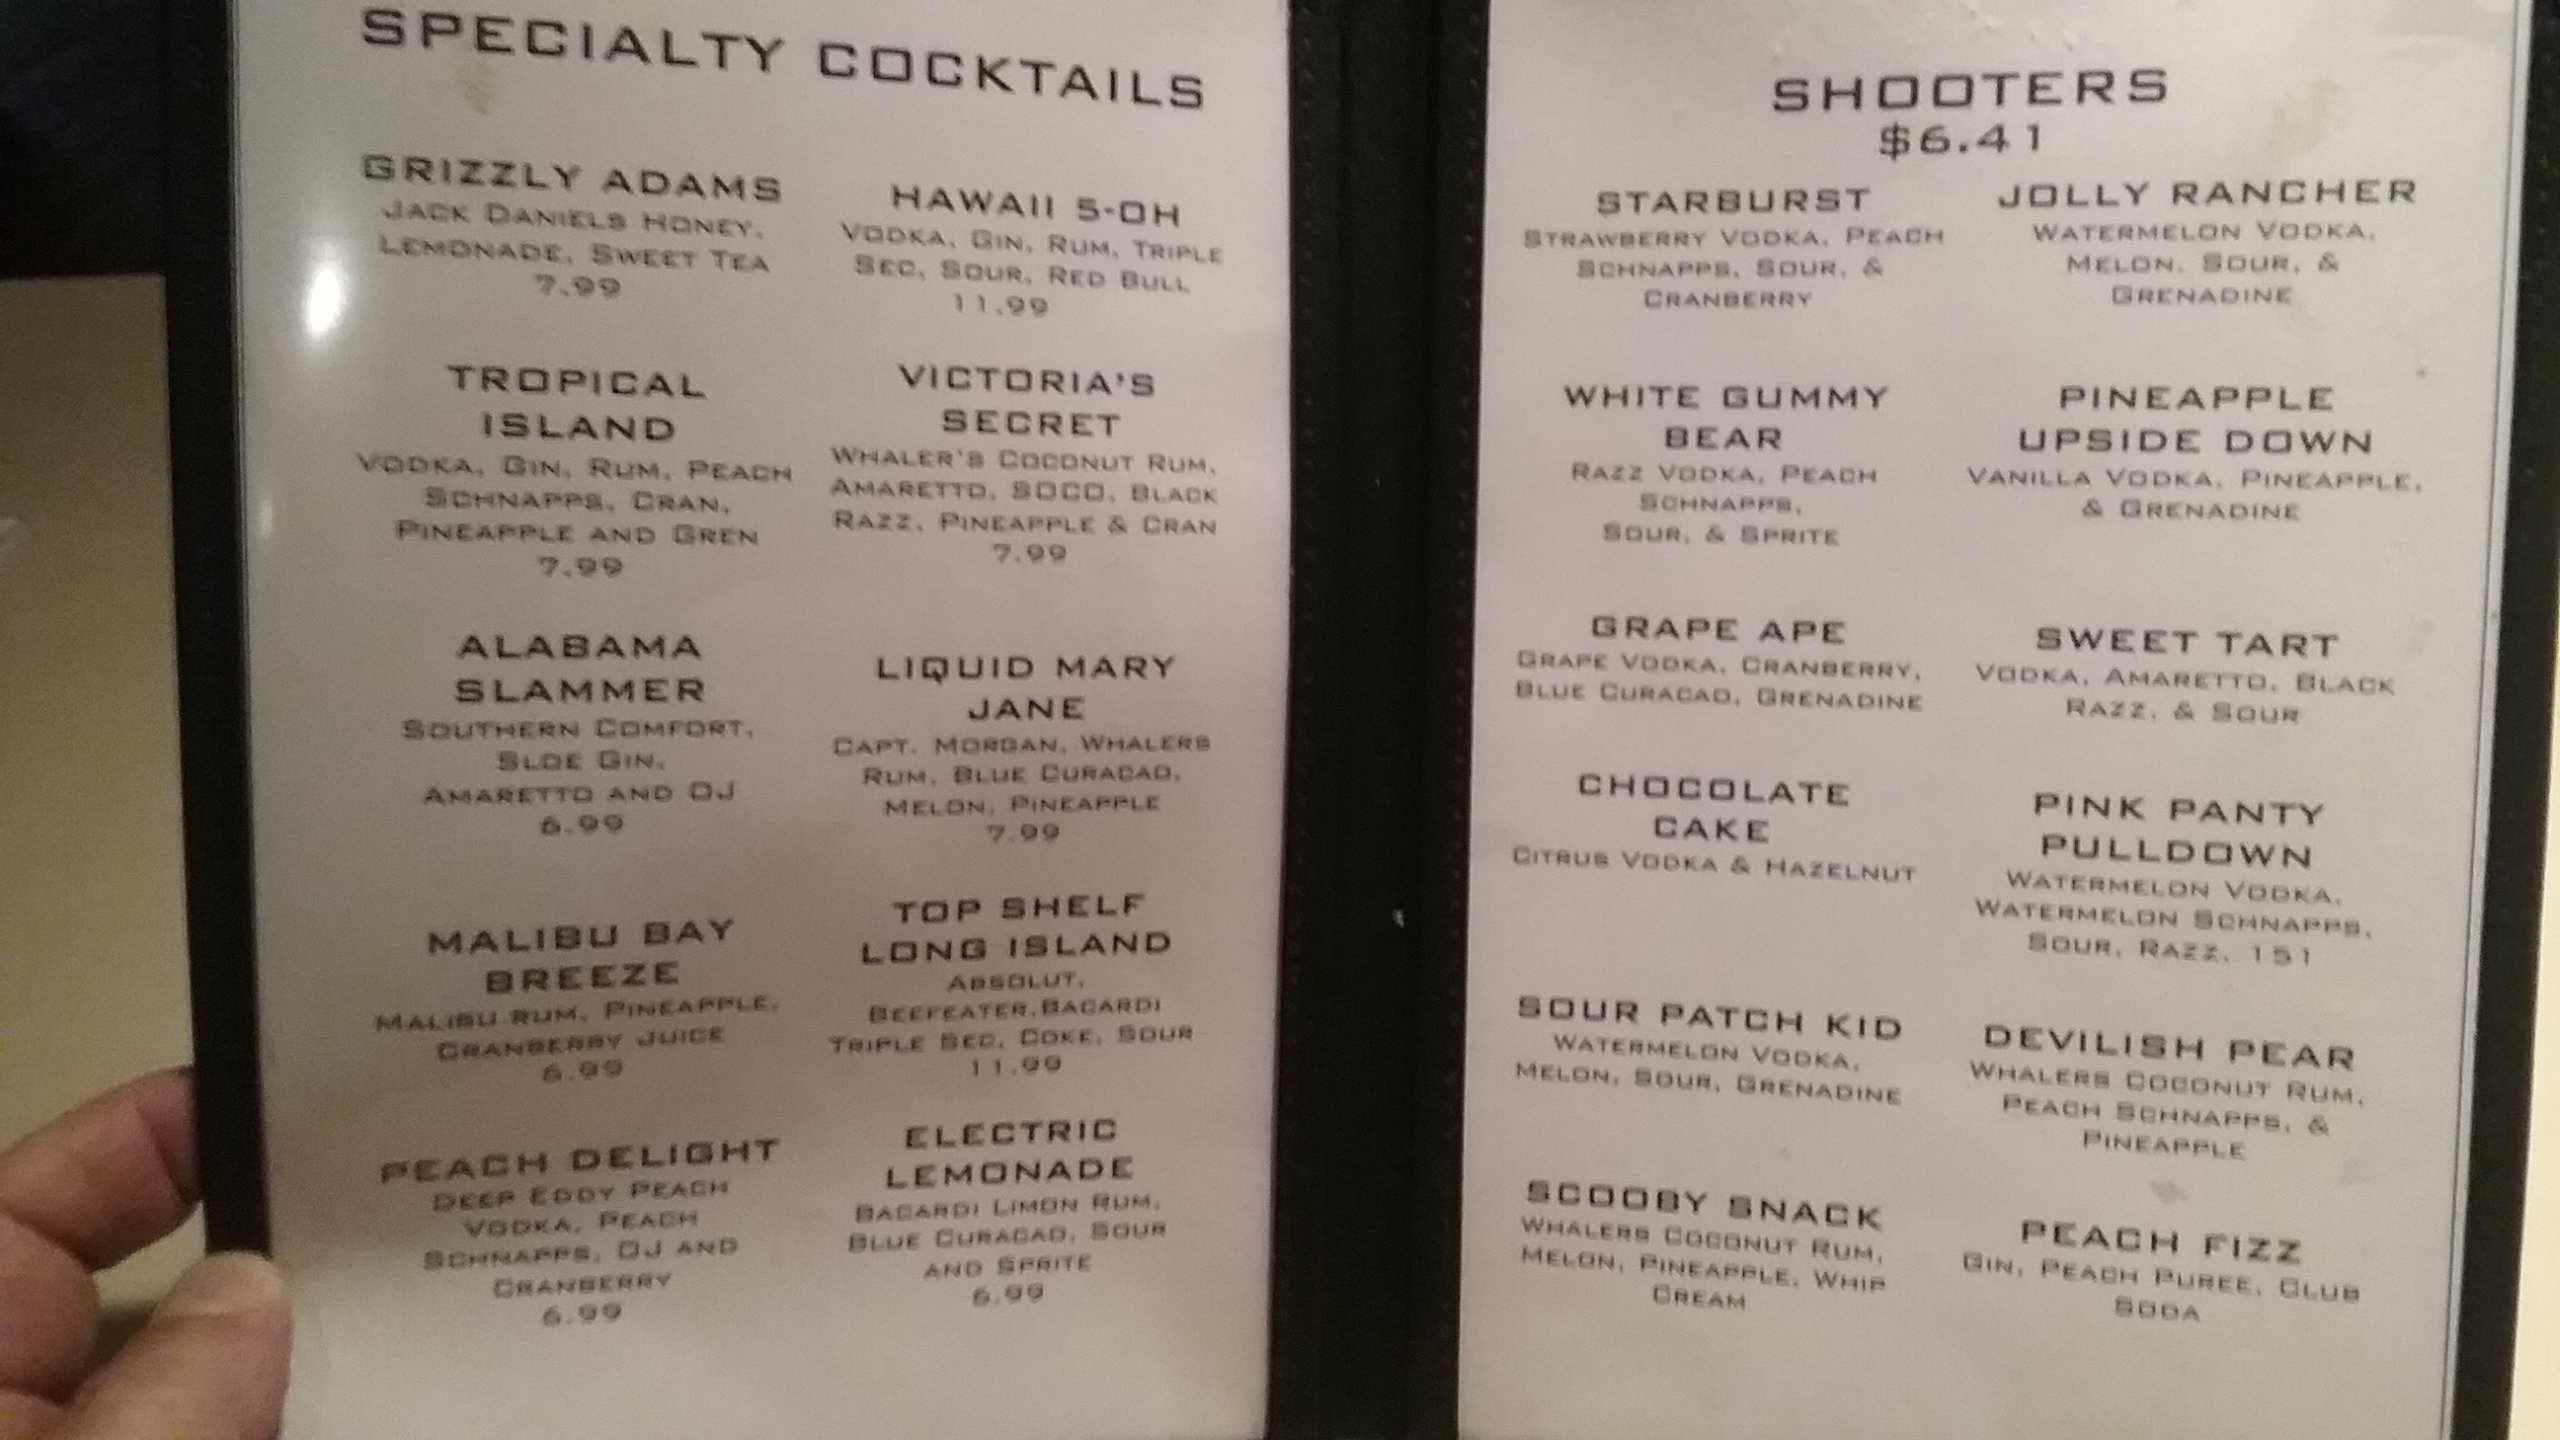 SPECIALTY COCKTAILS
GRIZZLY ADAMS
JACK DANIELS HONEY,
LEMONADE, SWEET TEA
7.99
TROPICAL
ISLAND
VODKA, GIN, RUM, PEACH
SCHNAPPS, CRAN,
PINEAPPLE AND GREN
7.99
ALABAMA
SLAMMER
SOUTHERN COMFORT,
SLOE GIN,
AMARETTO AND OJ
6.99
MALIBU BAY
BREEZE
MALIBU RUM, PINEAPPLE,
CRANBERRY JUICE
6.99
PEACH DELIGHT
DEEP EDDY PEACH
VODKA, PEACH
SCHNAPPS, OJ AND
CRANBERRY
6.99
HAWAII 5-OH
VODKA, GIN, RUM, TRIPLE
SEC, SOUR, RED BULL
11.99
VICTORIA'S
SECRET
WHALER'S COCONUT RUM,
AMARETTO, SOCO, BLACK
RAZZ, PINEAPPLE & CRAN
7.99
LIQUID MARY
JANE
CAPT. MORGAN, WHALERS
RUM, BLUE CURACAO,
MELON, PINEAPPLE
7.99
TOP SHELF
LONG ISLAND
ABSOLUT,
BEEFEATER,BACARDI
TRIPLE SEC, COKE, SOUR
11.99
ELECTRIC
LEMONADE
BACARDI LIMON RUM,
BLUE CURACAO, SOUR
AND SPRITE
6.99
SHOOTERS
$6.41
STARBURST
STRAWBERRY VODKA, PEACH
SCHNAPPS, SOUR, &
CRANBERRY
WHITE GUMMY
BEAR
RAZZ VODKA, PEACH
SCHNAPPS,
SOUR, & SPRITE
GRAPE APE
GRAPE VODKA, CRANBERRY,
BLUE CURACAO, GRENADINE
CHOCOLATE
CAKE
CITRUS VODKA & HAZELNUT
SOUR PATCH KID
WATERMELON VODKA,
MELON, SOUR, GRENADINE
SCOOBY SNACK
WHALERS COCONUT RUM,
MELON, PINEAPPLE, WHIP
CREAM
JOLLY RANCHER
WATERMELON VODKA,
MELON, SOUR, &
GRENADINE
PINEAPPLE
UPSIDE DOWN
VANILLA VODKA, PINEAPPLE,
& GRENADINE
SWEET TART
VODKA, AMARETTO, BLACK
RAZZ, & SOUR
PINK PANTY
PULLDOWN
WATERMELON VODKA,
WATERMELON SCHNAPPS,
SOUR, RAZZ, 151
DEVILISH PEAR
WHALERS COCONUT RUM,
PEACH SCHNAPPS, &
PINEAPPLE
PEACH FIZZ
GIN, PEACH PUREE, CLUB
SODA